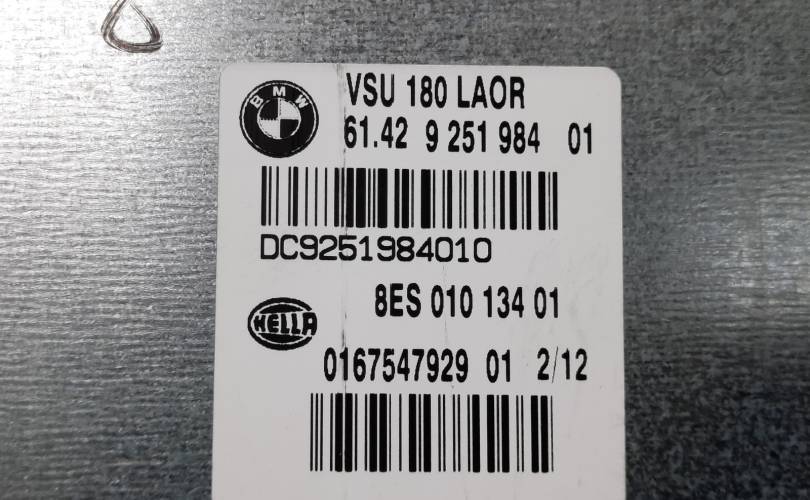 VSU 180 LAOR
BMW
61.42 9 251 984 01
DC9251984010
8ES 010 134 01
HELLA
0167547929 01 2/12